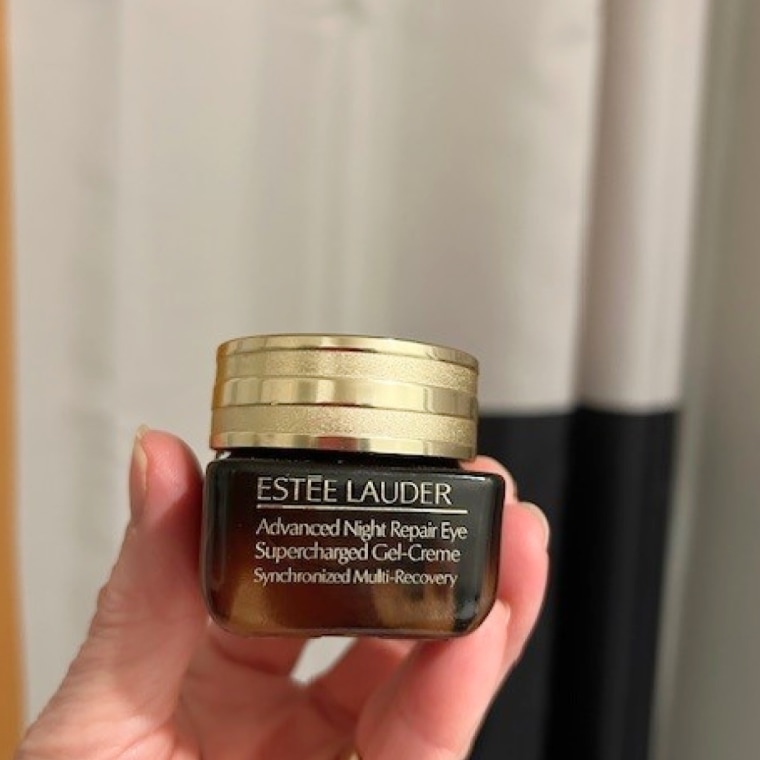 ESTĒE LAUDER
Advanced Night Repair Eye
Supercharged Gel-Creme
Synchronized Multi-Recovery